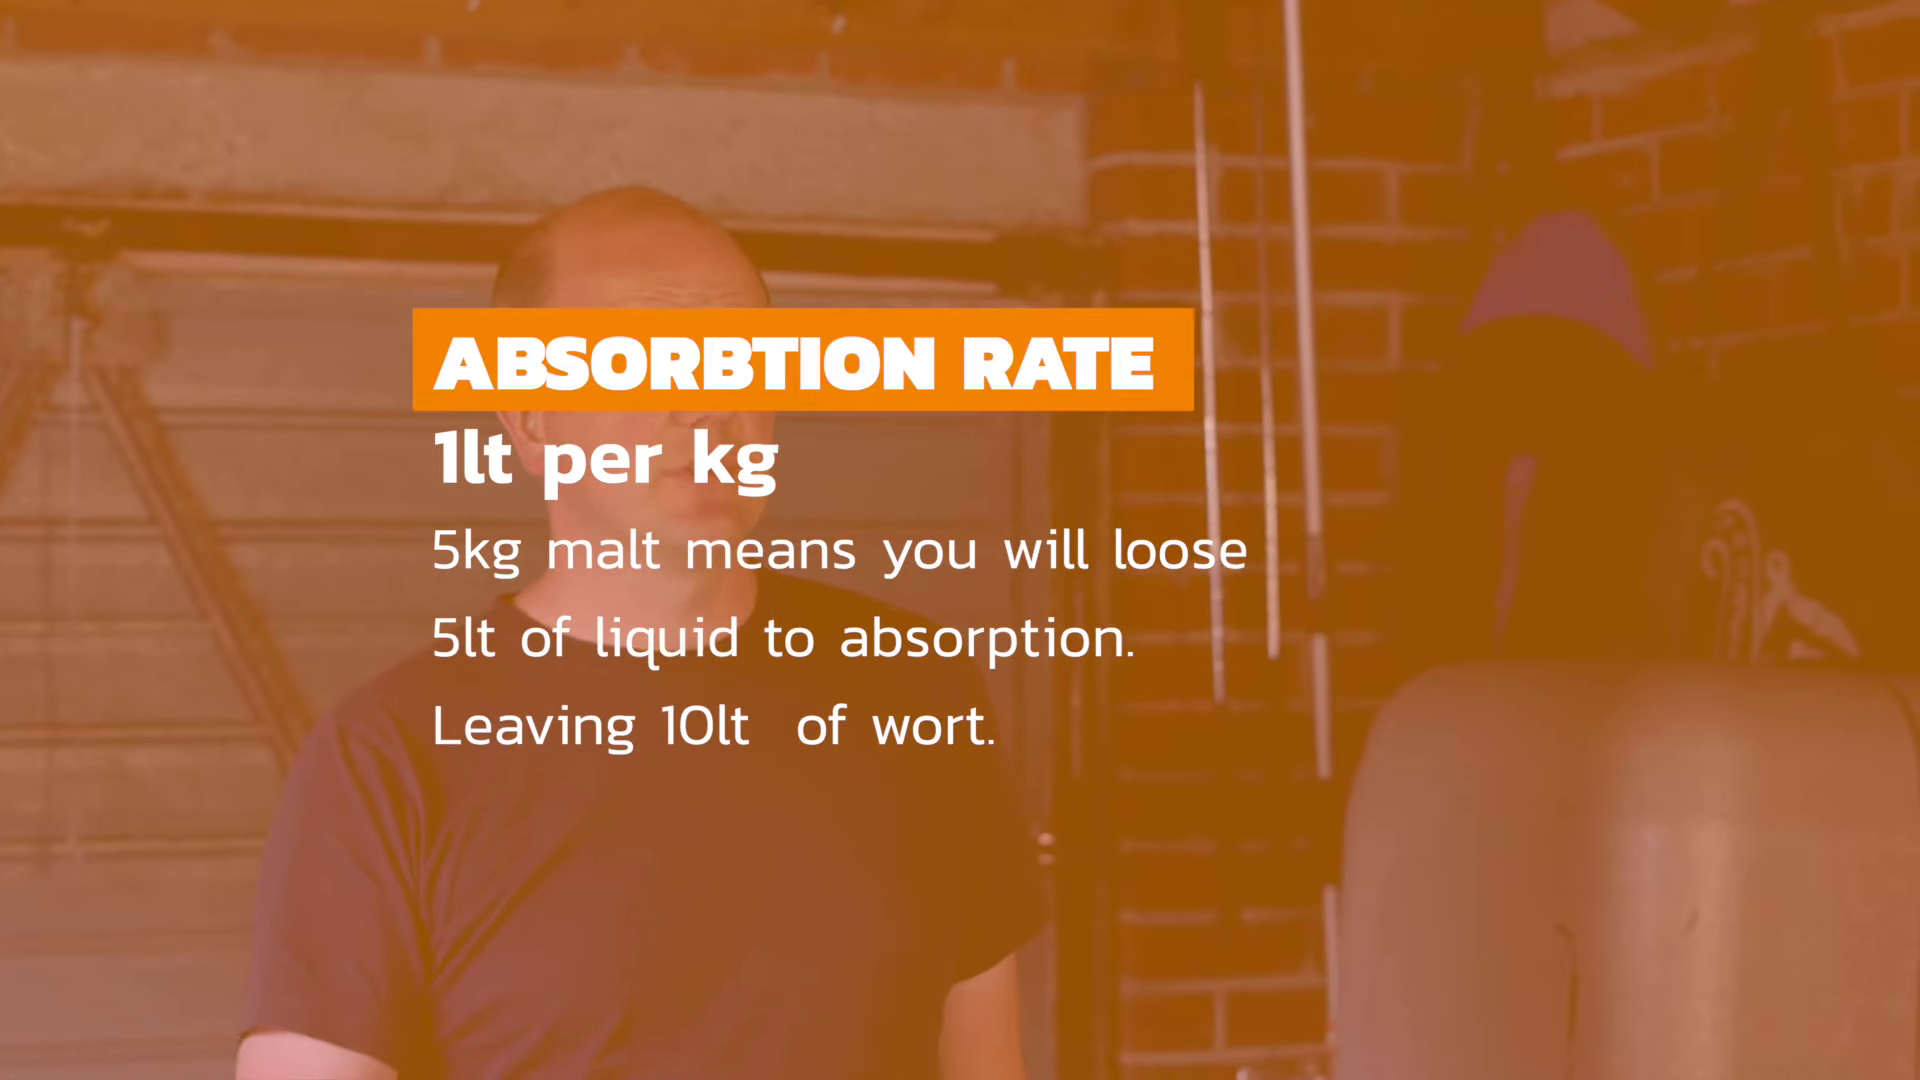 ABSORBTION RATE
1lt per kg
5kg malt means you will loose
5lt of liquid to absorption.
Leaving 10lt of wort.